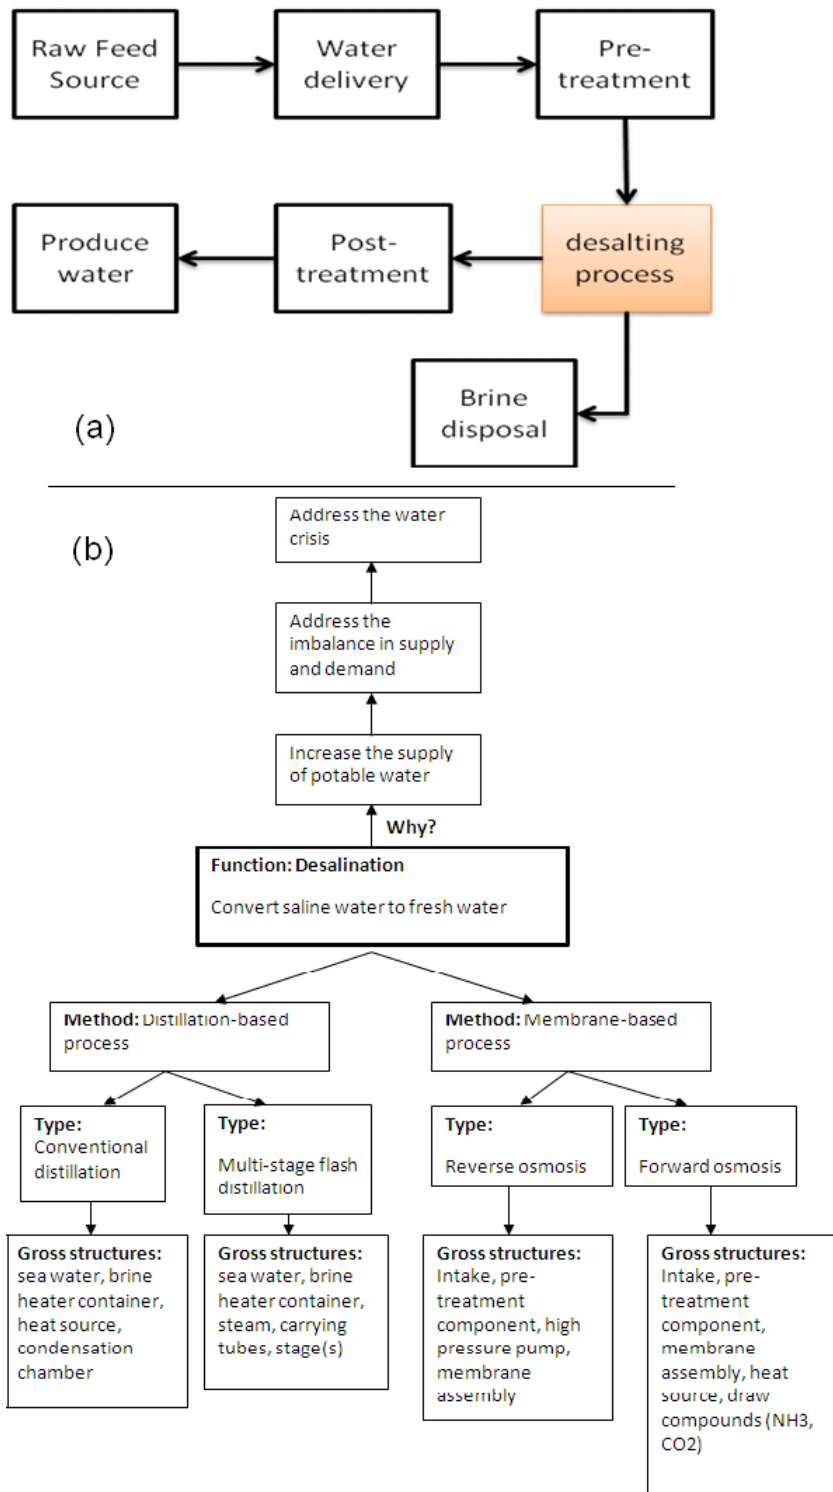 Raw Feed
Source
Water
delivery
Pre-
treatment
Produce
water
Post-
treatment
desalting
process
Brine
disposal
(a)
(b)
Address the water
crisis
Address the
imbalance in supply
and demand
Increase the supply
of potable water
Why?
Function: Desalination
Convert saline water to fresh water
Method: Distillation-based
process
Method: Membrane-based
process
Type:
Conventional
distillation
Type:
Multi-stage flash
distillation
Type:
Reverse osmosis
Type:
Forward osmosis
Gross structures:
sea water, brine
heater container,
heat source,
condensation
chamber
Gross structures:
sea water, brine
heater container,
steam, carrying
tubes, stage(s)
Gross structures:
Intake, pre-
treatment
component, high
pressure pump,
membrane
assembly
Gross structures:
Intake, pre-
treatment
component,
membrane
assembly, heat
source, draw
compounds (NH3,
CO2)